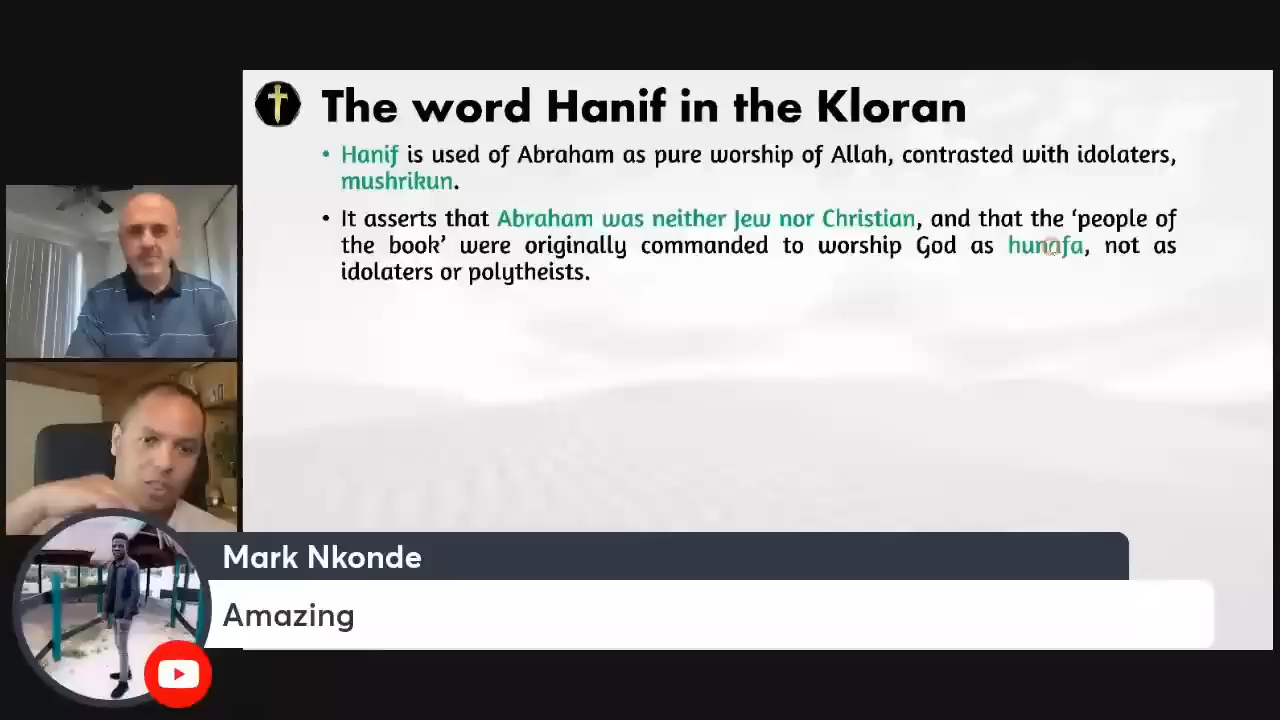 The word Hanif in the Kloran
• Hanif is used of Abraham as pure worship of Allah, contrasted with idolaters,
mushrikun.
• It asserts that Abraham was neither Jew nor Christian, and that the ‘people of
the book’ were originally commanded to worship God as hunafa, not as
idolaters or polytheists.
Mark Nkonde
Amazing